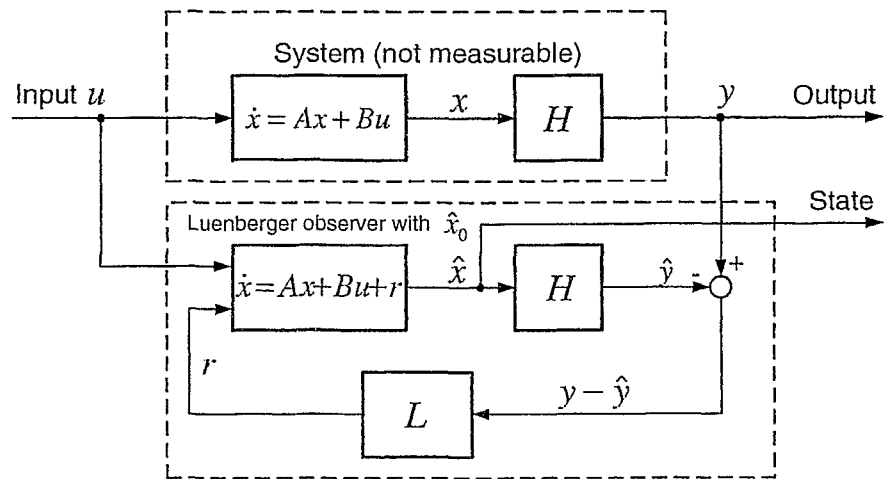 System (not measurable)
Input u
ẋ = Ax + Bu
x
H
y
Output
State
Luenberger observer with x̂₀
ẋ=Ax+Bu+r
x̂
H
ŷ
-
+
r
L
y − ŷ